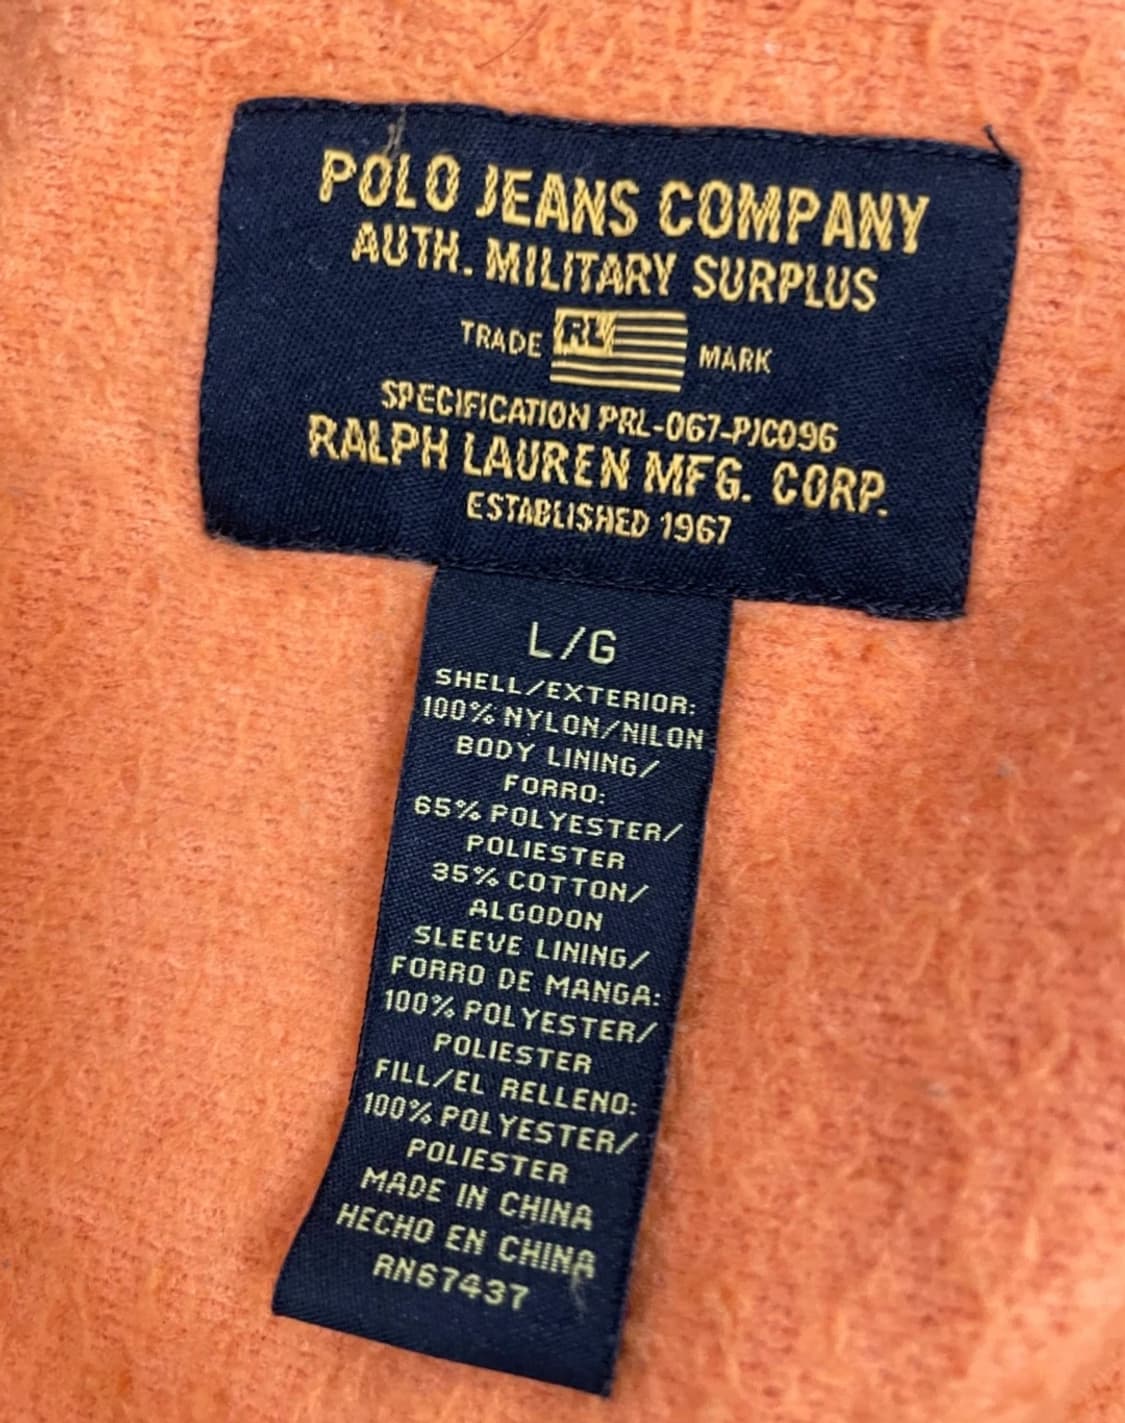 POLO JEANS COMPANY
AUTH. MILITARY SURPLUS
TRADE RL MARK
SPECIFICATION PRL-067-PJC096
RALPH LAUREN MFG. CORP.
ESTABLISHED 1967
L/G
SHELL/EXTERIOR:
100% NYLON/NILON
BODY LINING/
FORRO:
65% POLYESTER/
POLIESTER
35% COTTON/
ALGODON
SLEEVE LINING/
FORRO DE MANGA:
100% POLYESTER/
POLIESTER
FILL/EL RELLENO:
100% POLYESTER/
POLIESTER
MADE IN CHINA
HECHO EN CHINA
RN67437